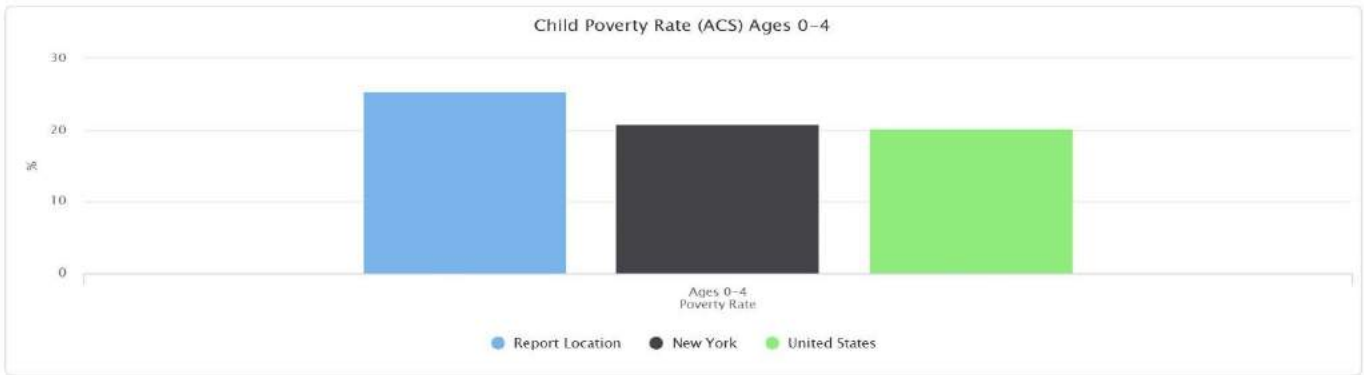 Child Poverty Rate (ACS) Ages 0-4
30
20
%
10
0
Ages 0-4
Poverty Rate
Report Location New York United States